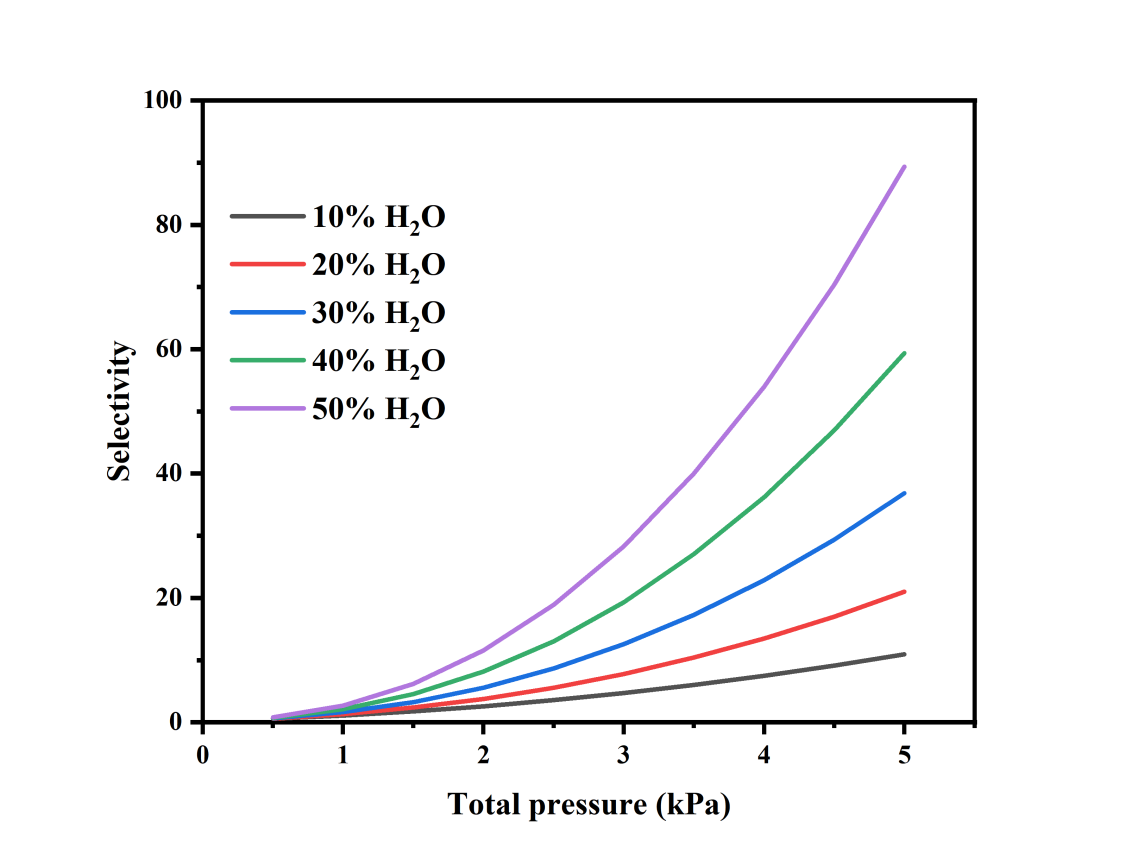 100
80
60
40
20
0
Selectivity
10% H₂O
20% H₂O
30% H₂O
40% H₂O
50% H₂O
0 1 2 3 4 5
Total pressure (kPa)